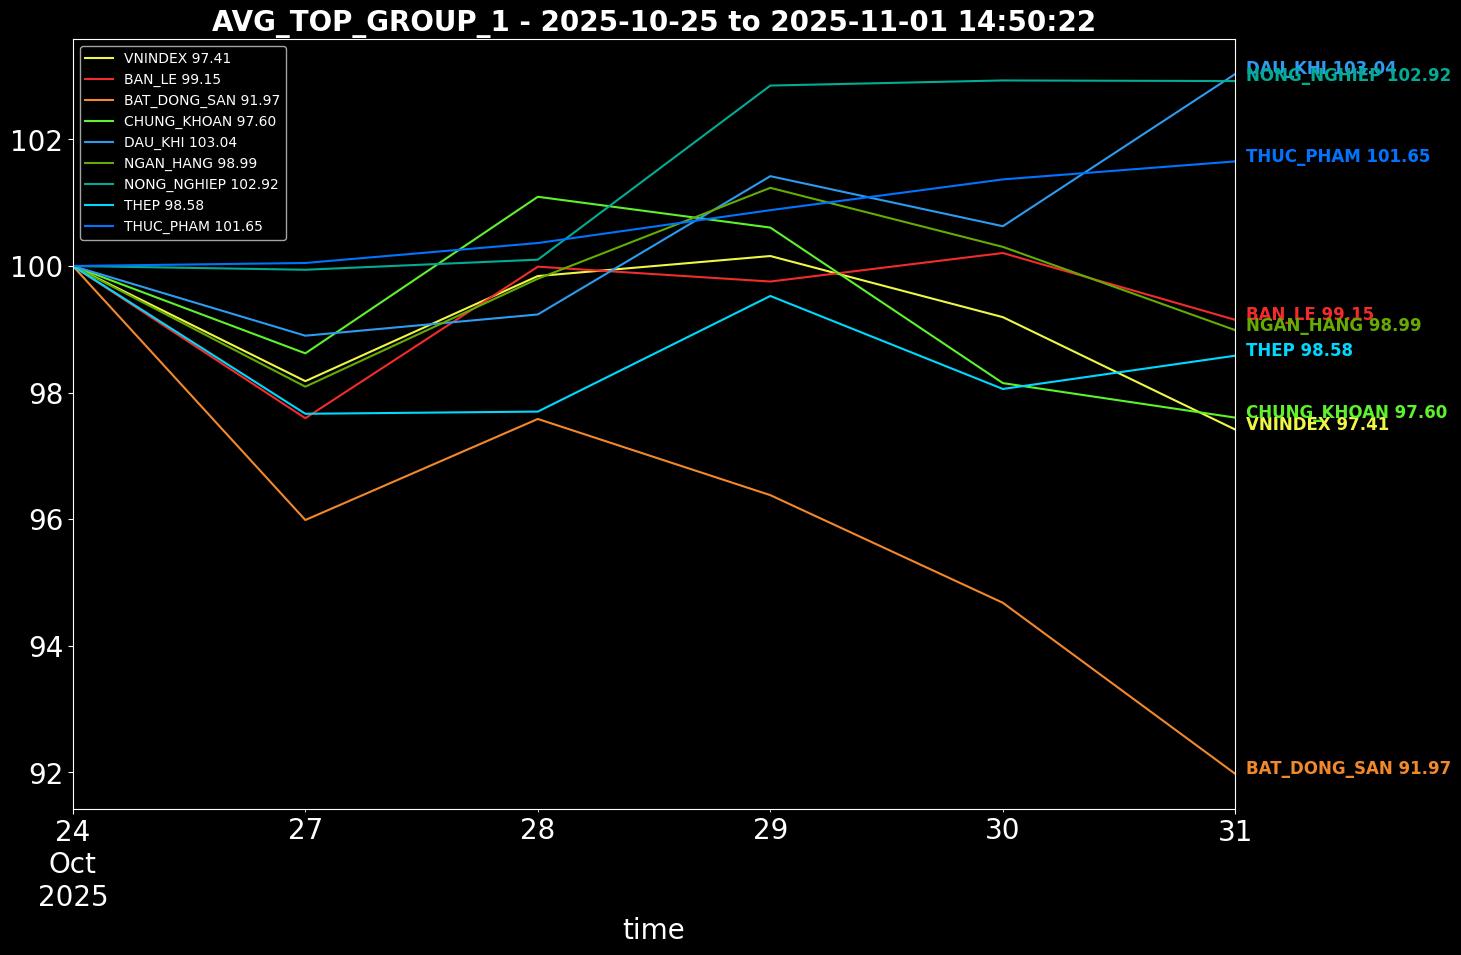 AVG_TOP_GROUP_1 - 2025-10-25 to 2025-11-01 14:50:22
VNINDEX 97.41
BAN_LE 99.15
BAT_DONG_SAN 91.97
CHUNG_KHOAN 97.60
DAU_KHI 103.04
NGAN_HANG 98.99
NONG_NGHIEP 102.92
THEP 98.58
THUC_PHAM 101.65
102
100
98
96
94
92
DAU_KHI 103.04
NONG_NGHIEP 102.92
THUC_PHAM 101.65
BAN_LE 99.15
NGAN_HANG 98.99
THEP 98.58
CHUNG_KHOAN 97.60
VNINDEX 97.41
BAT_DONG_SAN 91.97
24 27 28 29 30 31
Oct
2025
time